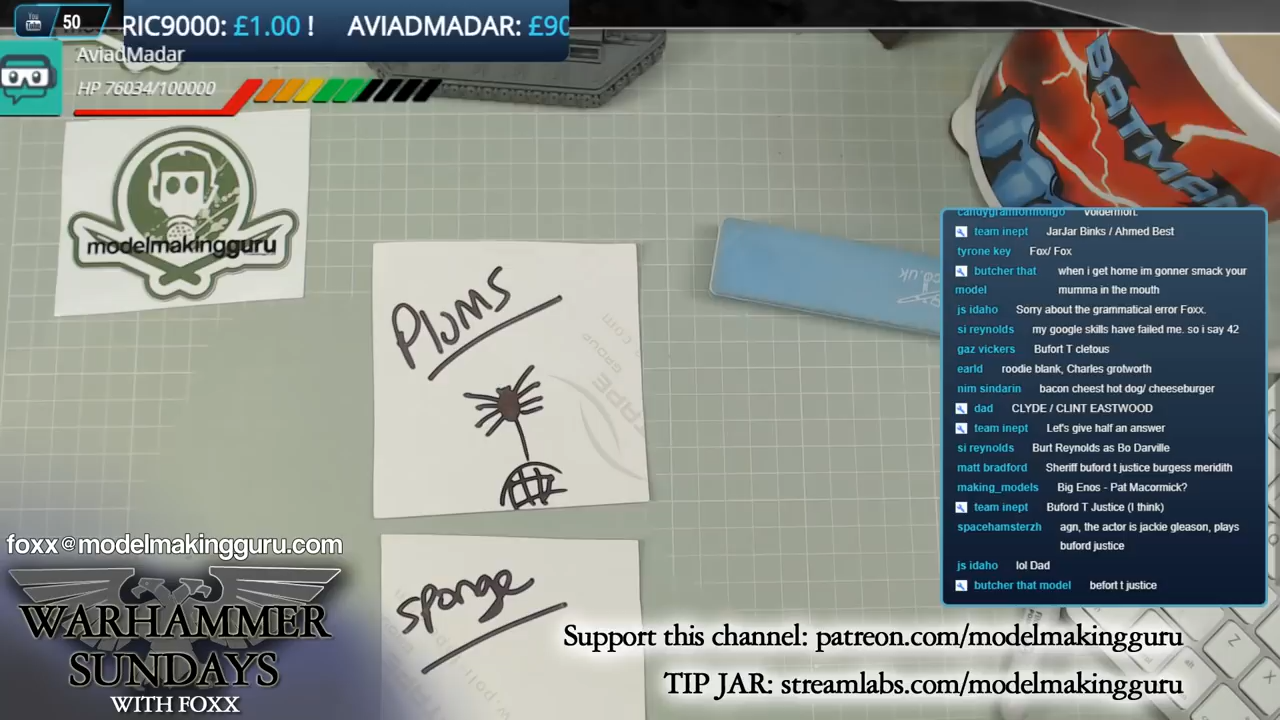 50
RIC9000: £1.00 ! AVIADMADAR: £90
AviadMadar
HP 76034/100000
BATMAN
modelmakingguru
Plums
sponge
co.uk
candygramformongo Voldemort.
team inept JarJar Binks / Ahmed Best
tyrone key Fox/ Fox
butcher that model when i get home im gonner smack your
mumma in the mouth
js idaho Sorry about the grammatical error Foxx.
si reynolds my google skills have failed me. so i say 42
gaz vickers Bufort T cletous
earld roodie blank, Charles grotworth
nim sindarin bacon cheest hot dog/ cheeseburger
dad CLYDE / CLINT EASTWOOD
team inept Let's give half an answer
si reynolds Burt Reynolds as Bo Darville
matt bradford Sheriff buford t justice burgess meridith
making_models Big Enos - Pat Macormick?
team inept Buford T Justice (I think)
spacehamsterzh agn, the actor is jackie gleason, plays
buford justice
js idaho lol Dad
butcher that model befort t justice
foxx@modelmakingguru.com
WARHAMMER
SUNDAYS
WITH FOXX
Support this channel: patreon.com/modelmakingguru
TIP JAR: streamlabs.com/modelmakingguru